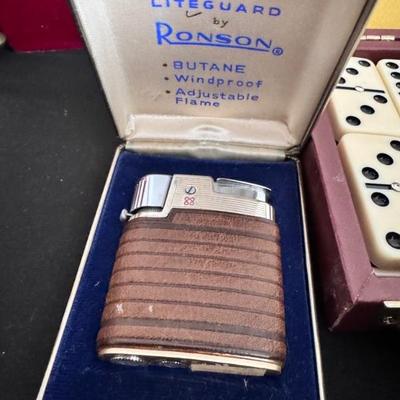 LITEGUARD
by
RONSON®
• BUTANE
• Windproof
• Adjustable
Flame